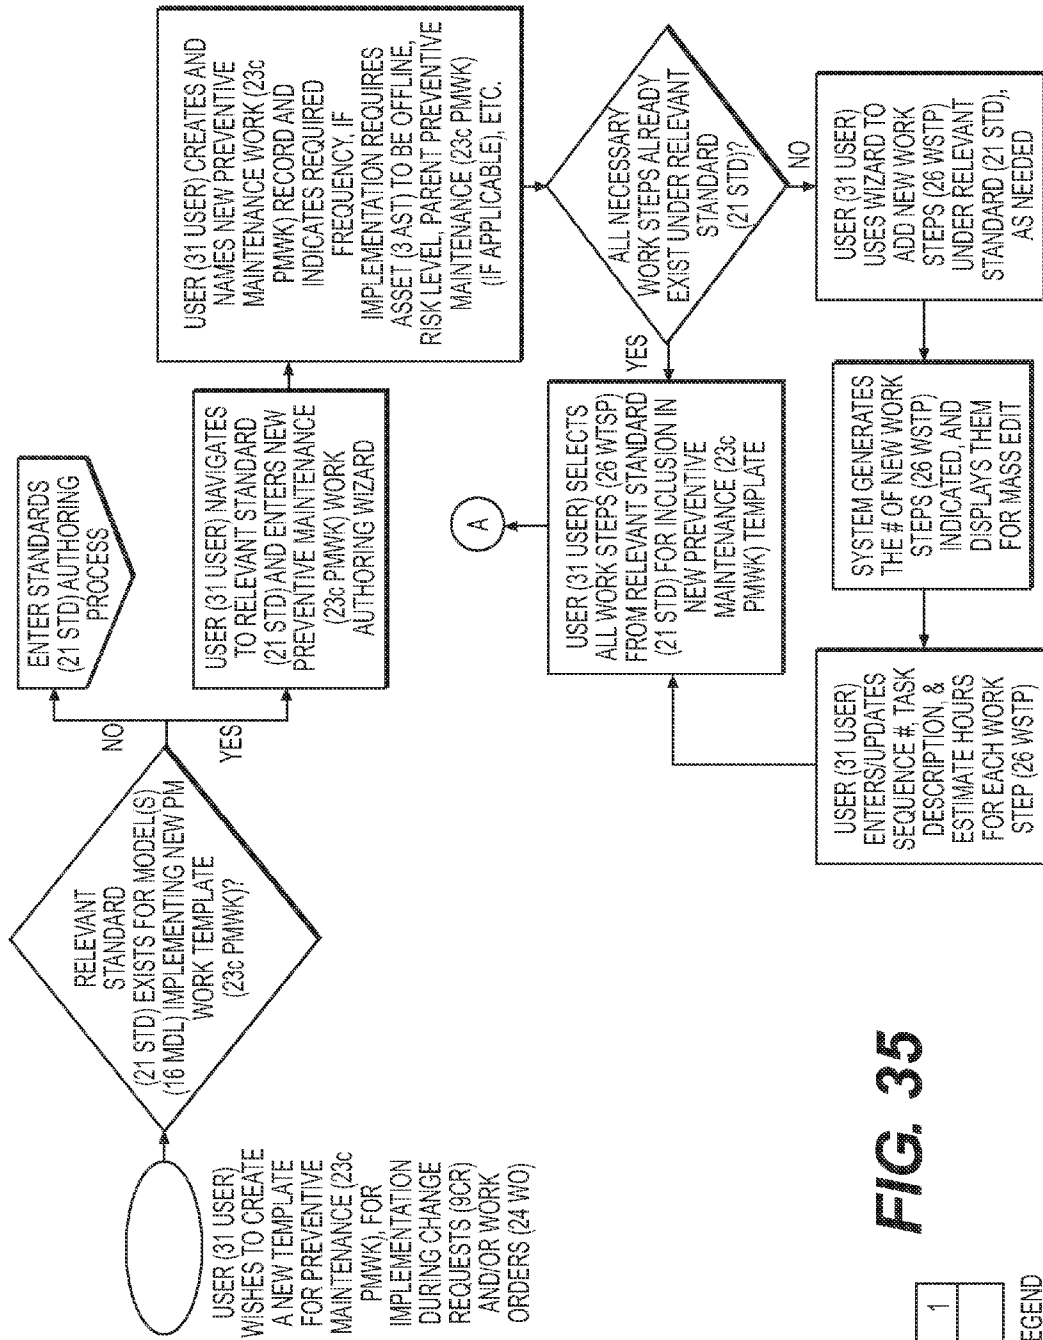 USER (31 USER)
WISHES TO CREATE
A NEW TEMPLATE
FOR PREVENTIVE
MAINTENANCE (23c
PMWK), FOR
IMPLEMENTATION
DURING CHANGE
REQUESTS (9CR)
AND/OR WORK
ORDERS (24 WO)
RELEVANT
STANDARD
(21 STD) EXISTS FOR MODEL(S)
(16 MDL) IMPLEMENTING NEW PM
WORK TEMPLATE
(23c PMWK)?
NO
YES
ENTER STANDARDS
(21 STD) AUTHORING
PROCESS
USER (31 USER) NAVIGATES
TO RELEVANT STANDARD
(21 STD) AND ENTERS NEW
PREVENTIVE MAINTENANCE
(23c PMWK) WORK
AUTHORING WIZARD
USER (31 USER) CREATES AND
NAMES NEW PREVENTIVE
MAINTENANCE WORK (23c
PMWK) RECORD AND
INDICATES REQUIRED
FREQUENCY, IF
IMPLEMENTATION REQUIRES
ASSET (3 AST) TO BE OFFLINE,
RISK LEVEL, PARENT PREVENTIVE
MAINTENANCE (23c PMWK)
(IF APPLICABLE), ETC.
ALL NECESSARY
WORK STEPS ALREADY
EXIST UNDER RELEVANT
STANDARD
(21 STD)?
YES
NO
A
USER (31 USER) SELECTS
ALL WORK STEPS (26 WTSP)
FROM RELEVANT STANDARD
(21 STD) FOR INCLUSION IN
NEW PREVENTIVE
MAINTENANCE (23c
PMWK) TEMPLATE
USER (31 USER)
USES WIZARD TO
ADD NEW WORK
STEPS (26 WSTP)
UNDER RELEVANT
STANDARD (21 STD),
AS NEEDED
SYSTEM GENERATES
THE # OF NEW WORK
STEPS (26 WSTP)
INDICATED, AND
DISPLAYS THEM
FOR MASS EDIT
USER (31 USER)
ENTERS/UPDATES
SEQUENCE #, TASK
DESCRIPTION, &
ESTIMATE HOURS
FOR EACH WORK
STEP (26 WSTP)
FIG. 35
1